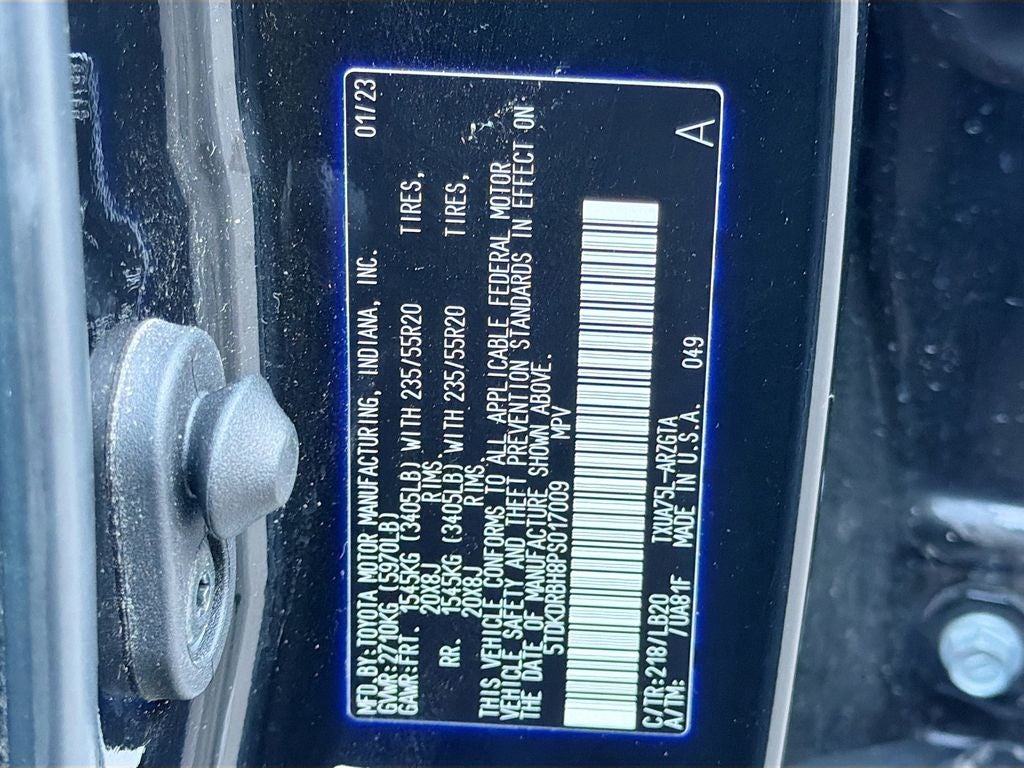 MFD.BY:TOYOTA MOTOR MANUFACTURING, INDIANA, INC. 01/23
GVWR:2710KG (5970LB)
GAWR:FRT. 1545KG (3405LB) WITH 235/55R20 TIRES,
20X8J RIMS,
RR. 1545KG (3405LB) WITH 235/55R20 TIRES,
20X8J RIMS,
THIS VEHICLE CONFORMS TO ALL APPLICABLE FEDERAL MOTOR
VEHICLE SAFETY AND THEFT PREVENTION STANDARDS IN EFFECT ON
THE DATE OF MANUFACTURE SHOWN ABOVE.
5TDKDRBH8PS017009 MPV
C/TR:218/LB20 TXUA75L-ARZGTA 049
A/TM: /UA81F MADE IN U.S.A. A